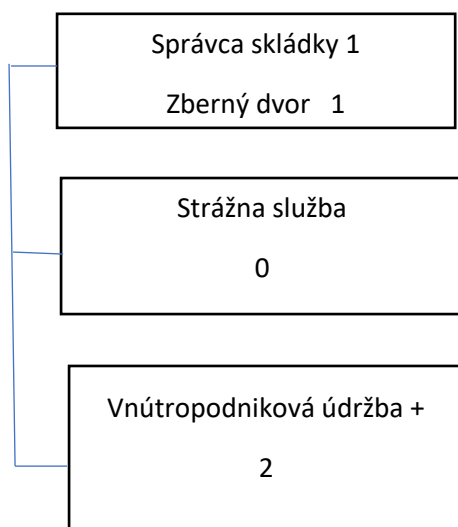 Správca skládky 1
Zberný dvor 1
Strážna služba
0
Vnútropodniková údržba +
2